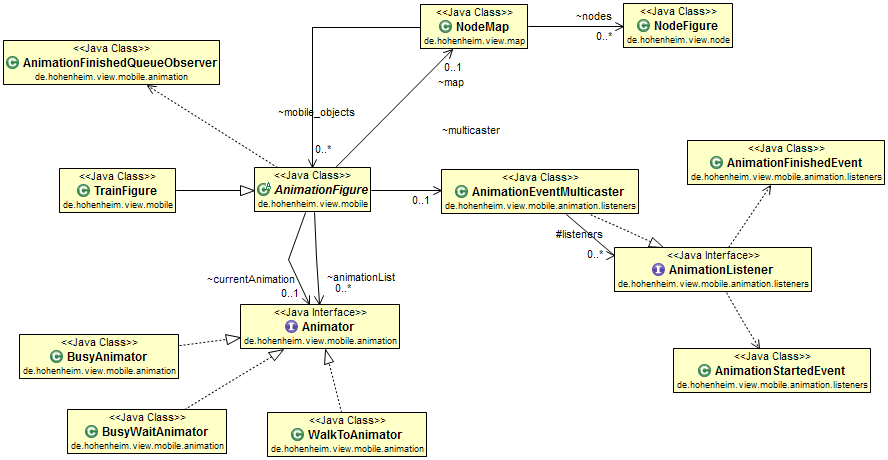 <<Java Class>>
NodeMap
de.hohenheim.view.map
~nodes
0..*
<<Java Class>>
NodeFigure
de.hohenheim.view.node
<<Java Class>>
AnimationFinishedQueueObserver
de.hohenheim.view.mobile.animation
0..1
~map
~mobile_objects
0..*
~multicaster
<<Java Class>>
AnimationFinishedEvent
de.hohenheim.view.mobile.animation.listeners
<<Java Class>>
TrainFigure
de.hohenheim.view.mobile
<<Java Class>>
AnimationFigure
de.hohenheim.view.mobile
0..1
<<Java Class>>
AnimationEventMulticaster
de.hohenheim.view.mobile.animation.listeners
#listeners
0..*
<<Java Interface>>
AnimationListener
de.hohenheim.view.mobile.animation.listeners
~currentAnimation
0..1
~animationList
0..*
<<Java Interface>>
Animator
de.hohenheim.view.mobile.animation
<<Java Class>>
BusyAnimator
de.hohenheim.view.mobile.animation
<<Java Class>>
AnimationStartedEvent
de.hohenheim.view.mobile.animation.listeners
<<Java Class>>
BusyWaitAnimator
de.hohenheim.view.mobile.animation
<<Java Class>>
WalkToAnimator
de.hohenheim.view.mobile.animation